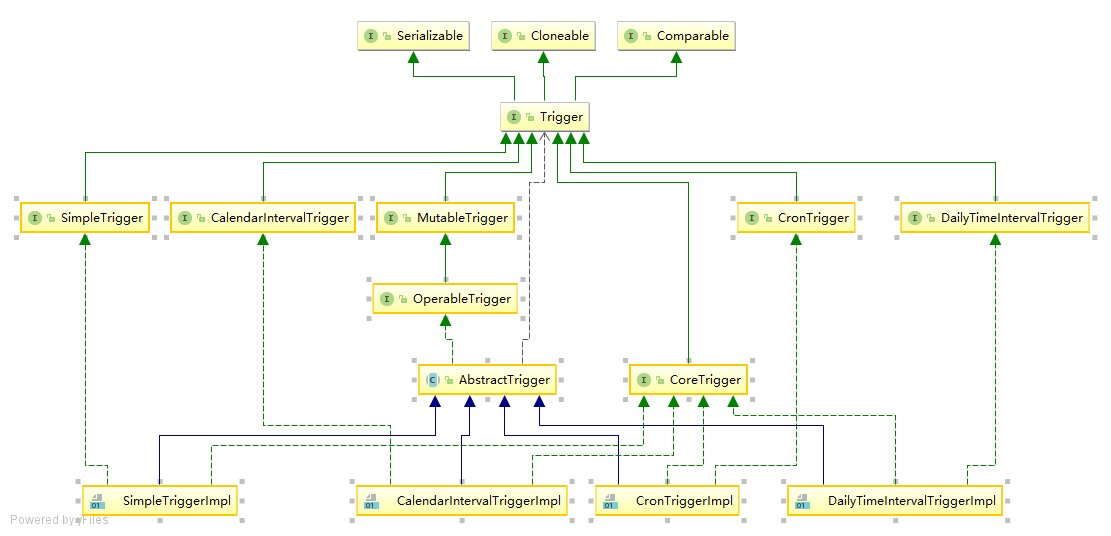 Serializable
Cloneable
Comparable
Trigger
SimpleTrigger
CalendarIntervalTrigger
MutableTrigger
CronTrigger
DailyTimeIntervalTrigger
OperableTrigger
AbstractTrigger
CoreTrigger
SimpleTriggerImpl
CalendarIntervalTriggerImpl
CronTriggerImpl
DailyTimeIntervalTriggerImpl
Powered by yFiles